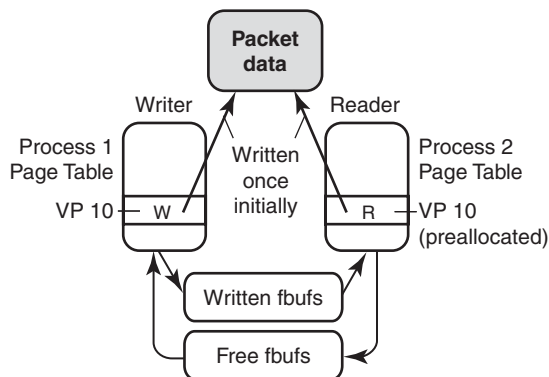 Packet
data
Writer
Reader
Process 1
Page Table
Written
once
initially
Process 2
Page Table
VP 10
W
R
VP 10
(preallocated)
Written fbufs
Free fbufs